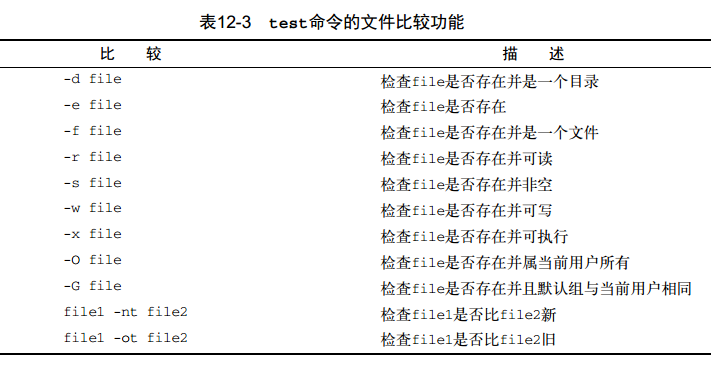 表12-3 test命令的文件比较功能
比 较 描 述
-d file 检查file是否存在并是一个目录
-e file 检查file是否存在
-f file 检查file是否存在并是一个文件
-r file 检查file是否存在并可读
-s file 检查file是否存在并非空
-w file 检查file是否存在并可写
-x file 检查file是否存在并可执行
-O file 检查file是否存在并属当前用户所有
-G file 检查file是否存在并且默认组与当前用户相同
file1 -nt file2 检查file1是否比file2新
file1 -ot file2 检查file1是否比file2旧